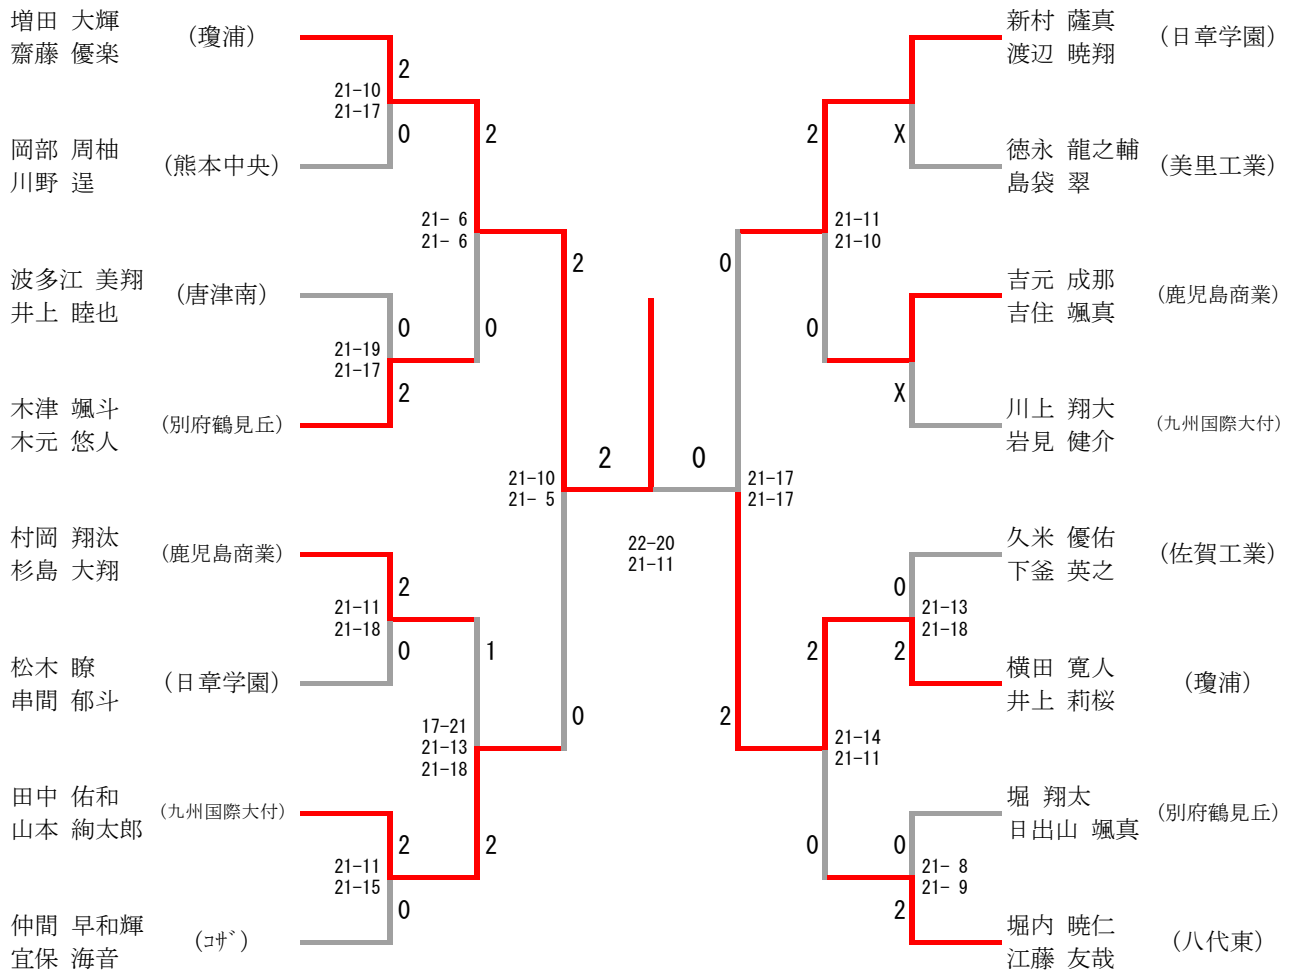 増田 大輝
齋藤 優楽
(瓊浦)
岡部 周柚
川野 逞
(熊本中央)
波多江 美翔
井上 睦也
(唐津南)
木津 颯斗
木元 悠人
(別府鶴見丘)
村岡 翔汰
杉島 大翔
(鹿児島商業)
松木 瞭
串間 郁斗
(日章学園)
田中 佑和
山本 絢太郎
(九州国際大付)
仲間 早和輝
宜保 海音
(ｺｻﾞ)
2
21-10
21-17
0
0
21-19
21-17
2
2
21-11
21-18
0
2
21-11
21-15
0
2
21- 6
21- 6
0
1
17-21
21-13
21-18
2
2
21-10
21- 5
0
2
0
22-20
21-11
0
21-17
21-17
2
2
21-11
21-10
0
2
21-14
21-11
0
X
X
0
21-13
21-18
2
0
21- 8
21- 9
2
新村 薩真
渡辺 暁翔
(日章学園)
徳永 龍之輔
島袋 翠
(美里工業)
吉元 成那
吉住 颯真
(鹿児島商業)
川上 翔大
岩見 健介
(九州国際大付)
久米 優佑
下釜 英之
(佐賀工業)
横田 寛人
井上 莉桜
(瓊浦)
堀 翔太
日出山 颯真
(別府鶴見丘)
堀内 暁仁
江藤 友哉
(八代東)